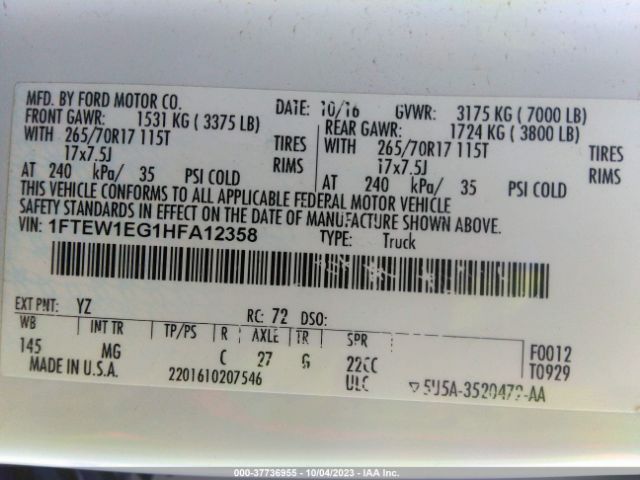 MFD. BY FORD MOTOR CO.
DATE: 10/16 GVWR: 3175 KG ( 7000 LB)
FRONT GAWR: 1531 KG ( 3375 LB) REAR GAWR: 1724 KG ( 3800 LB)
WITH 265/70R17 115T TIRES WITH 265/70R17 115T TIRES
17x7.5J RIMS 17x7.5J RIMS
AT 240 kPa/ 35 PSI COLD AT 240 kPa/ 35 PSI COLD
THIS VEHICLE CONFORMS TO ALL APPLICABLE FEDERAL MOTOR VEHICLE
SAFETY STANDARDS IN EFFECT ON THE DATE OF MANUFACTURE SHOWN ABOVE.
VIN: 1FTEW1EG1HFA12358 TYPE: Truck
EXT PNT: YZ RC: 72 DSO:
WB INT TR TP/PS R AXLE TR SPR F0012
145 MG C 27 G T0929
MADE IN U.S.A. 2201610207546 ULC
000-37736955 - 10/04/2023 - IAA Inc.